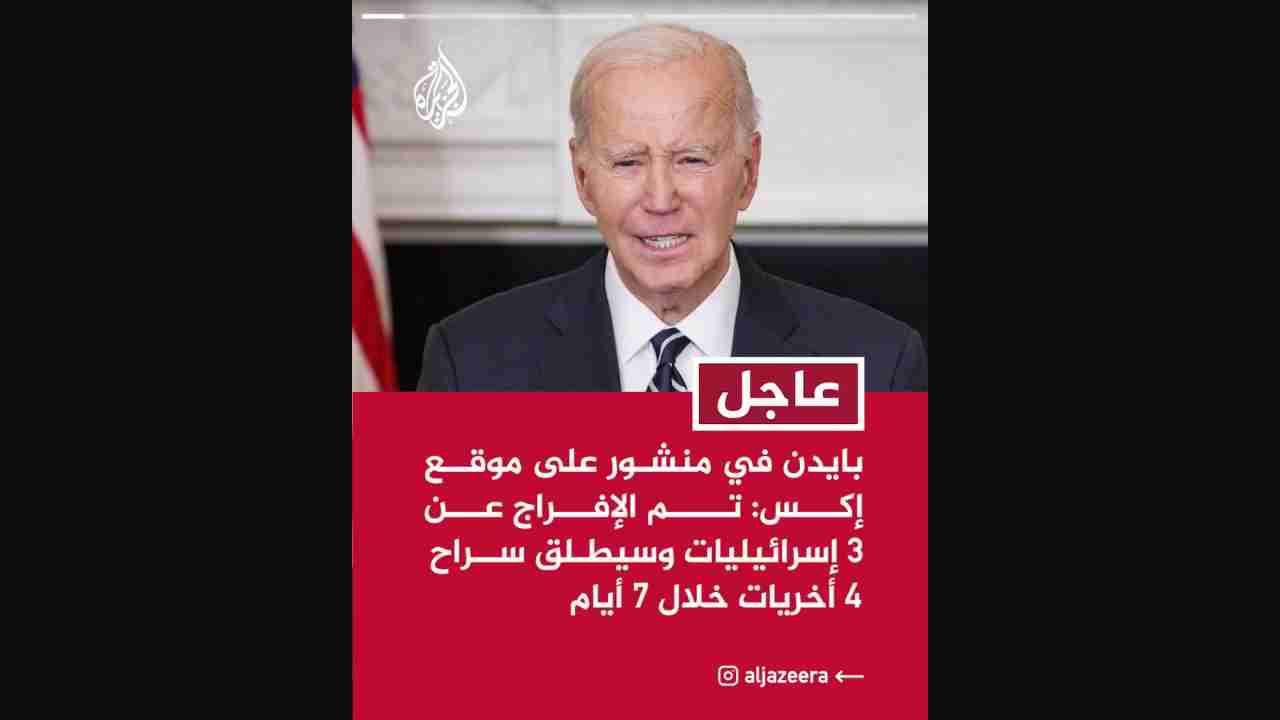 الجزيرة
عاجل
بايدن في منشور على موقع
إكس: تم الإفراج عن
3 إسرائيليات وسيطلق سراح
4 أخريات خلال 7 أيام
aljazeera